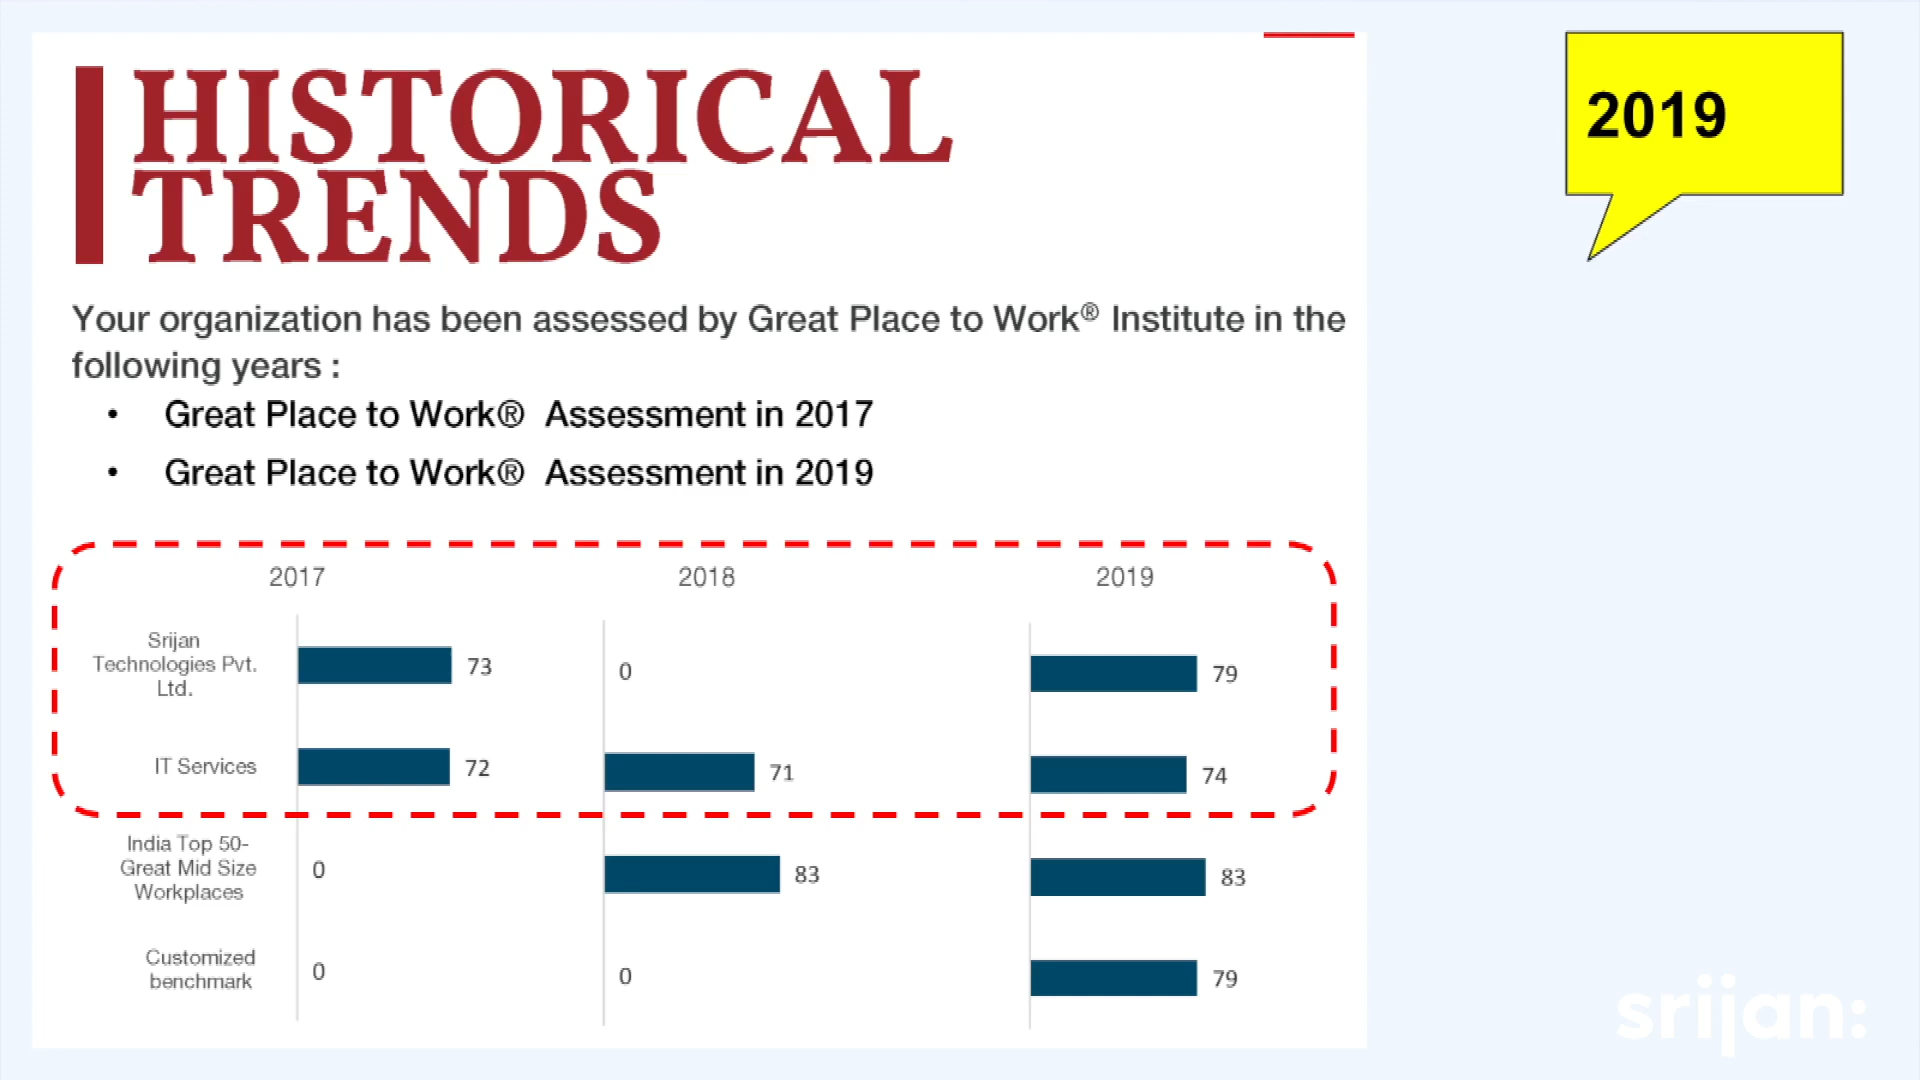 HISTORICAL
TRENDS
2019
Your organization has been assessed by Great Place to Work® Institute in the
following years :
• Great Place to Work® Assessment in 2017
• Great Place to Work® Assessment in 2019
2017 2018 2019
Srijan
Technologies Pvt.
Ltd.
73 0 79
IT Services 72 71 74
India Top 50-
Great Mid Size
Workplaces
0 83 83
Customized
benchmark
0 0 79
srijan: